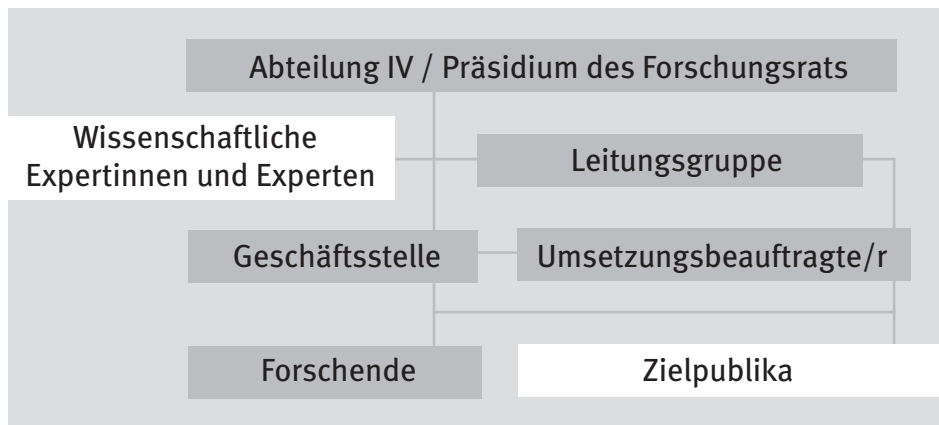 Abteilung IV / Präsidium des Forschungsrats
Wissenschaftliche
Expertinnen und Experten
Leitungsgruppe
Geschäftsstelle
Umsetzungsbeauftragte/r
Forschende
Zielpublika